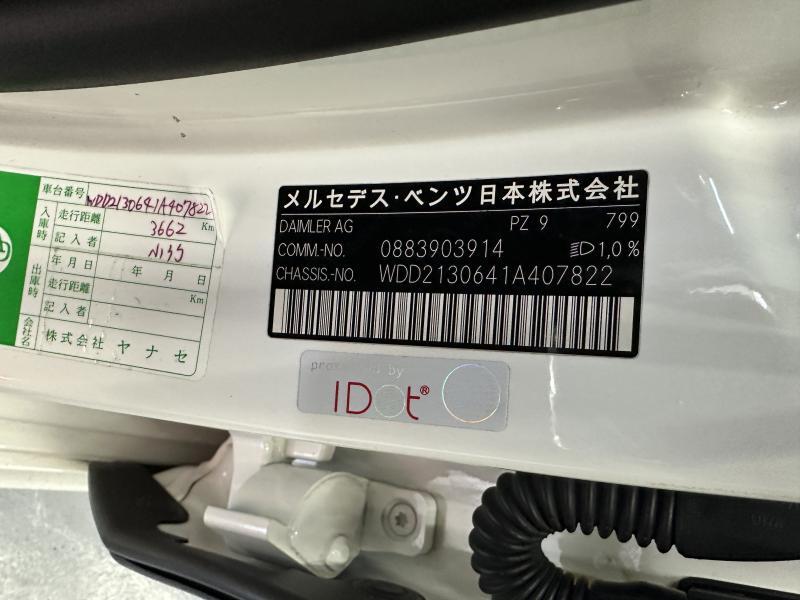 車台番号 WDD2130641A407822
入庫時
走行距離 3662 Km
記入者
年月日 年 月 日
出庫時
走行距離 Km
記入者
会社名 株式会社 ヤナセ
メルセデス・ベンツ日本株式会社
DAIMLER AG PZ 9 799
COMM.-NO. 0883903914 1,0 %
CHASSIS.-NO. WDD2130641A407822
protected by
IDot®